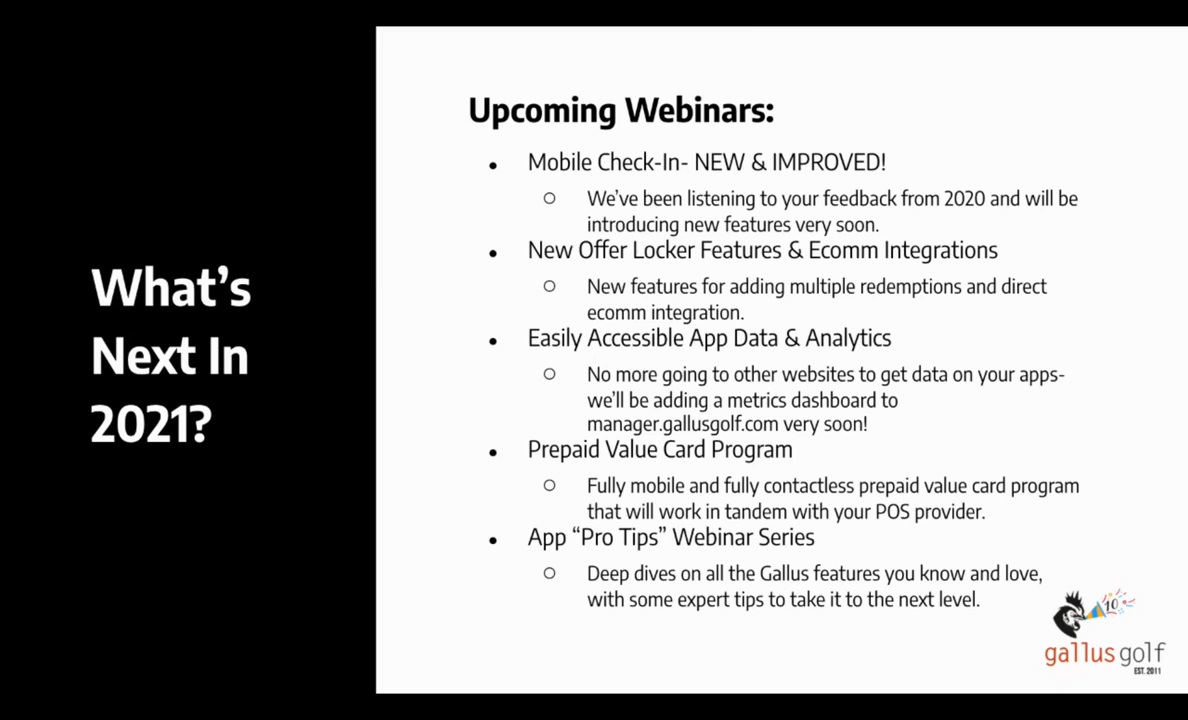 What's
Next In
2021?
Upcoming Webinars:
● Mobile Check-In- NEW & IMPROVED!
○ We've been listening to your feedback from 2020 and will be
introducing new features very soon.
● New Offer Locker Features & Ecomm Integrations
○ New features for adding multiple redemptions and direct
ecomm integration.
● Easily Accessible App Data & Analytics
○ No more going to other websites to get data on your apps-
we'll be adding a metrics dashboard to
manager.gallusgolf.com very soon!
● Prepaid Value Card Program
○ Fully mobile and fully contactless prepaid value card program
that will work in tandem with your POS provider.
● App “Pro Tips” Webinar Series
○ Deep dives on all the Gallus features you know and love,
with some expert tips to take it to the next level.
10
gallus golf
EST. 2011